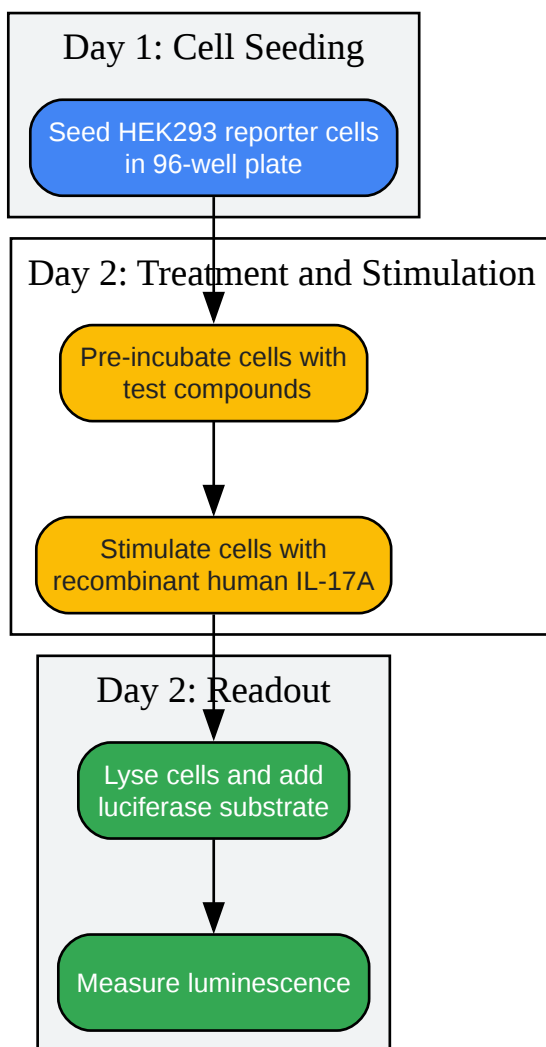 Day 1: Cell Seeding
Seed HEK293 reporter cells
in 96-well plate
Day 2: Treatment and Stimulation
Pre-incubate cells with
test compounds
Stimulate cells with
recombinant human IL-17A
Day 2: Readout
Lyse cells and add
luciferase substrate
Measure luminescence